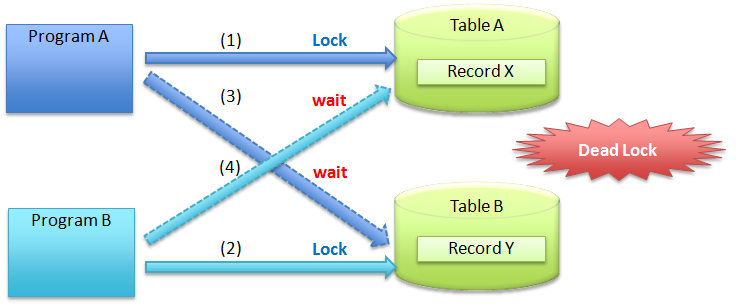 Program A
(1)
Lock
Table A
Record X
(3)
wait
Dead Lock
(4)
wait
Program B
(2)
Lock
Table B
Record Y